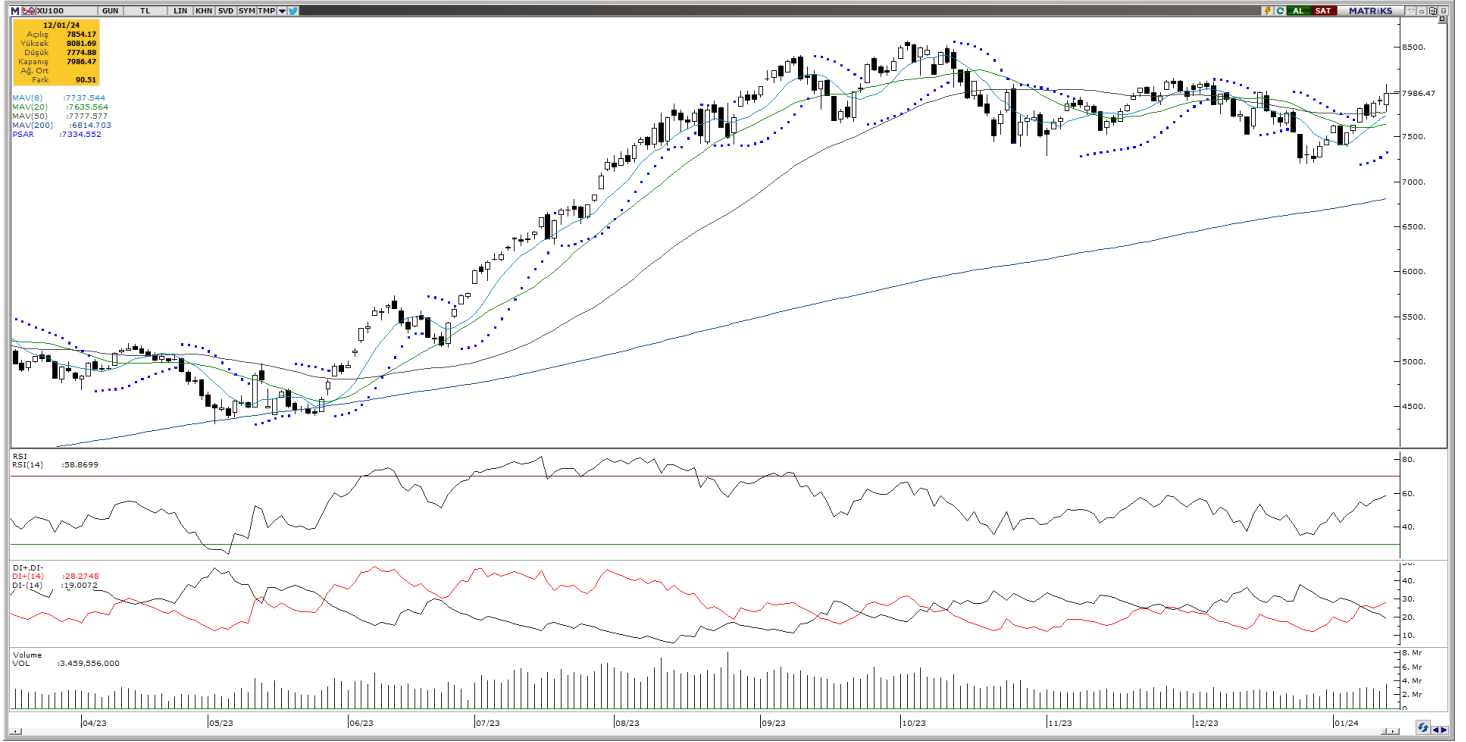 M XU100 GUN TL LIN KHN SVD SYM TMP AL SAT MATRiKS
12/01/24
Açılış 7854.17
Yüksek 8081.69
Düşük 7774.88
Kapanış 7986.47
Ağ. Ort
Fark 90.51
MAV(8) :7737.544
MAV(20) :7635.564
MAV(50) :7777.577
MAV(200) :6814.703
PSAR :7334.552
8500.
7986.47
7500.
7000.
6500.
6000.
5500.
5000.
4500.
RSI
RSI(14) :58.8699
80.
60.
40.
DI+,DI-
DI+(14) :28.2748
DI-(14) :19.0072
40.
30.
20.
10.
Volume
VOL :3,459,556,000
8. Mr
6. Mr
4. Mr
2. Mr
0.
04/23 05/23 06/23 07/23 08/23 09/23 10/23 11/23 12/23 01/24